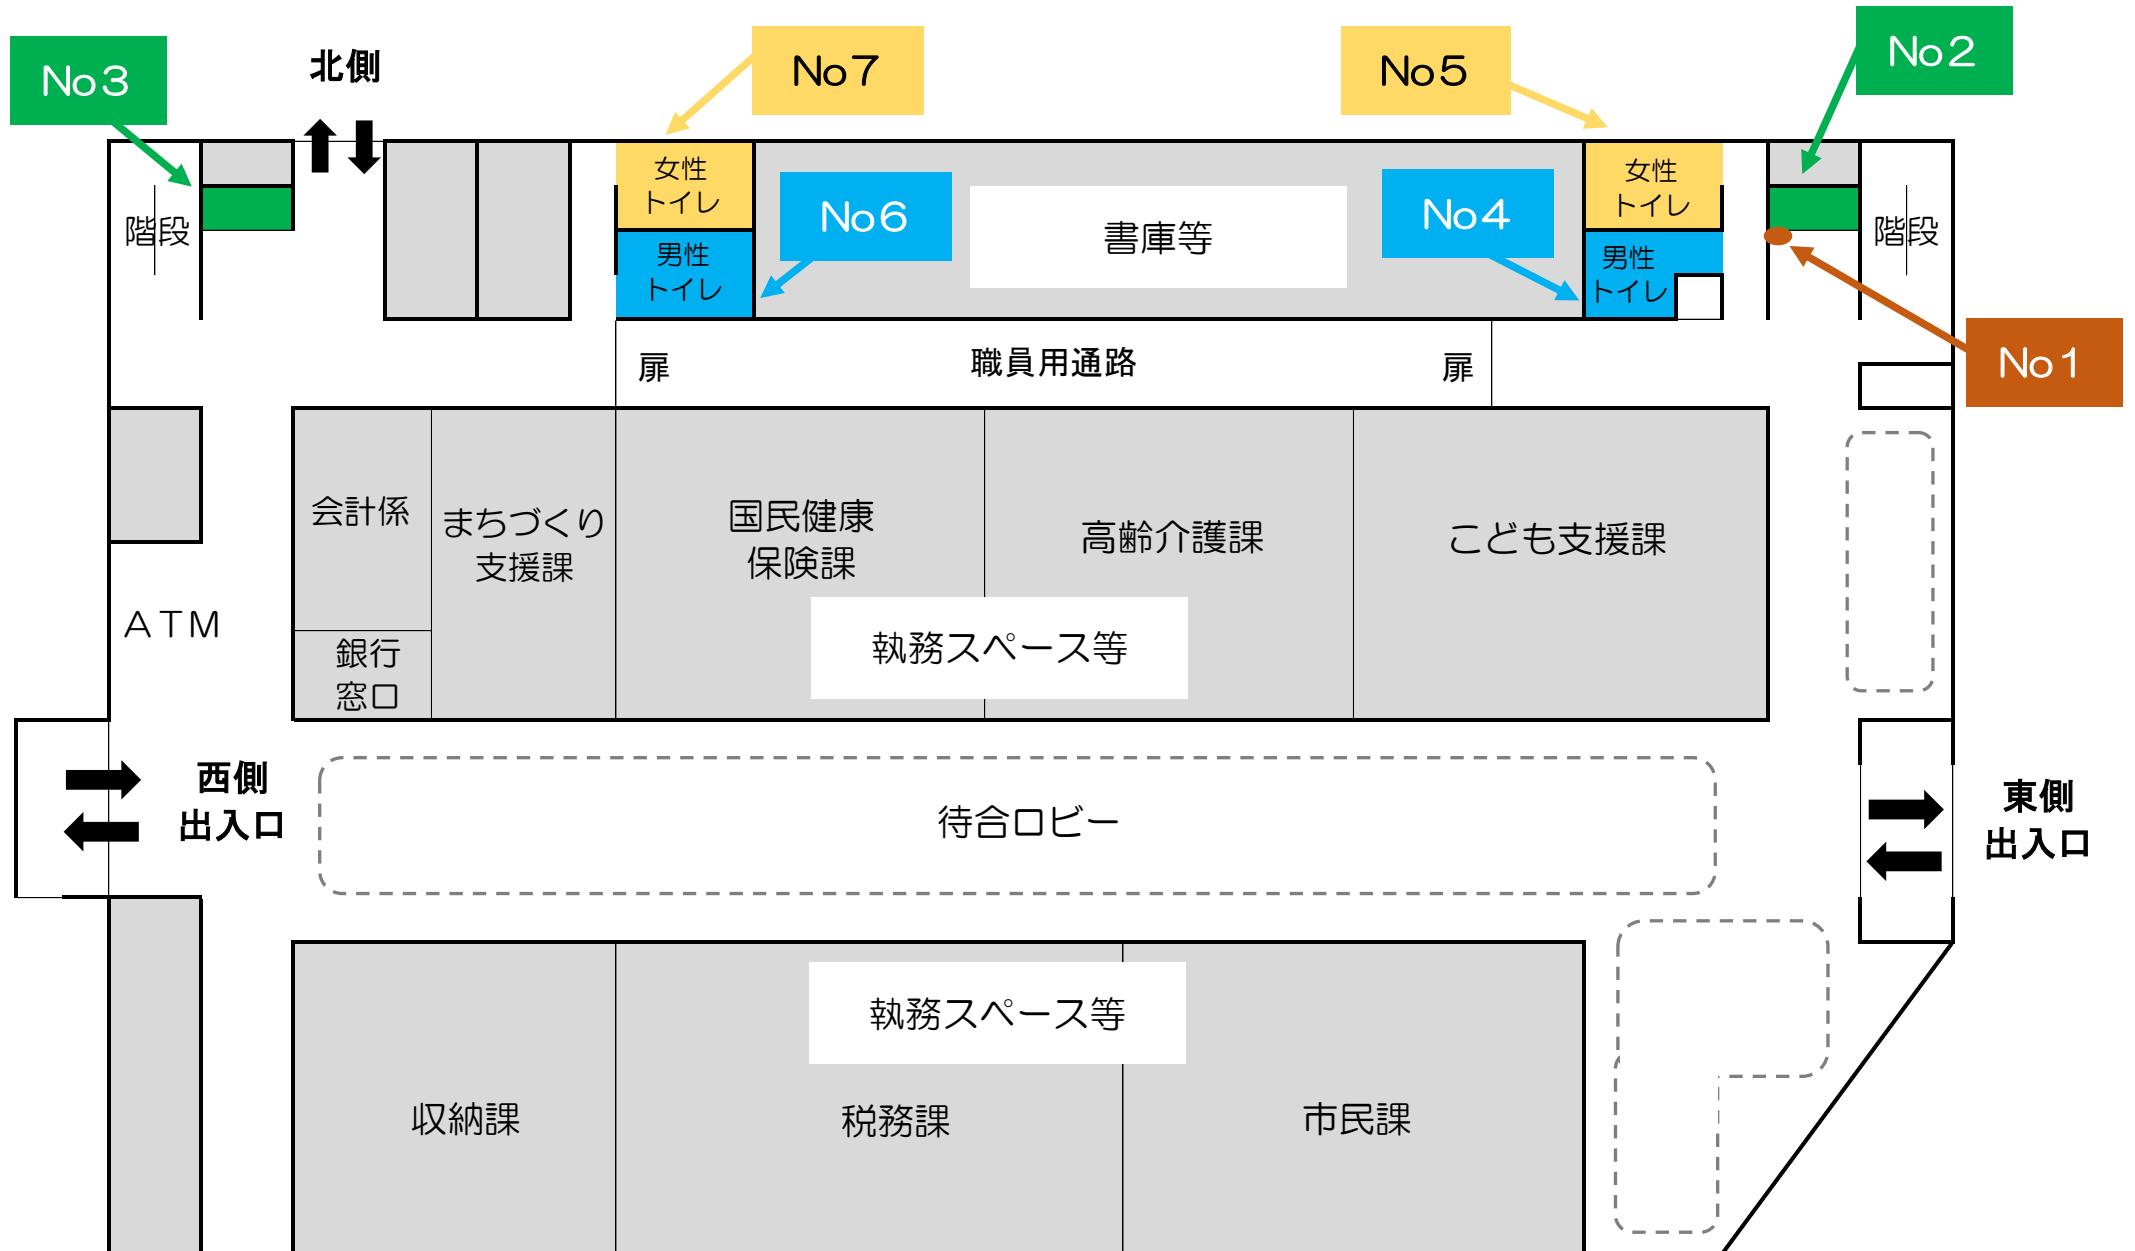 No3
北側
No7
No5
No2
女性
トイレ
No6
男性
トイレ
書庫等
No4
女性
トイレ
男性
トイレ
階段
階段
No1
扉
職員用通路
扉
会計係
まちづくり
支援課
国民健康
保険課
高齢介護課
こども支援課
ATM
銀行
窓口
執務スペース等
西側
出入口
待合ロビー
東側
出入口
執務スペース等
収納課
税務課
市民課